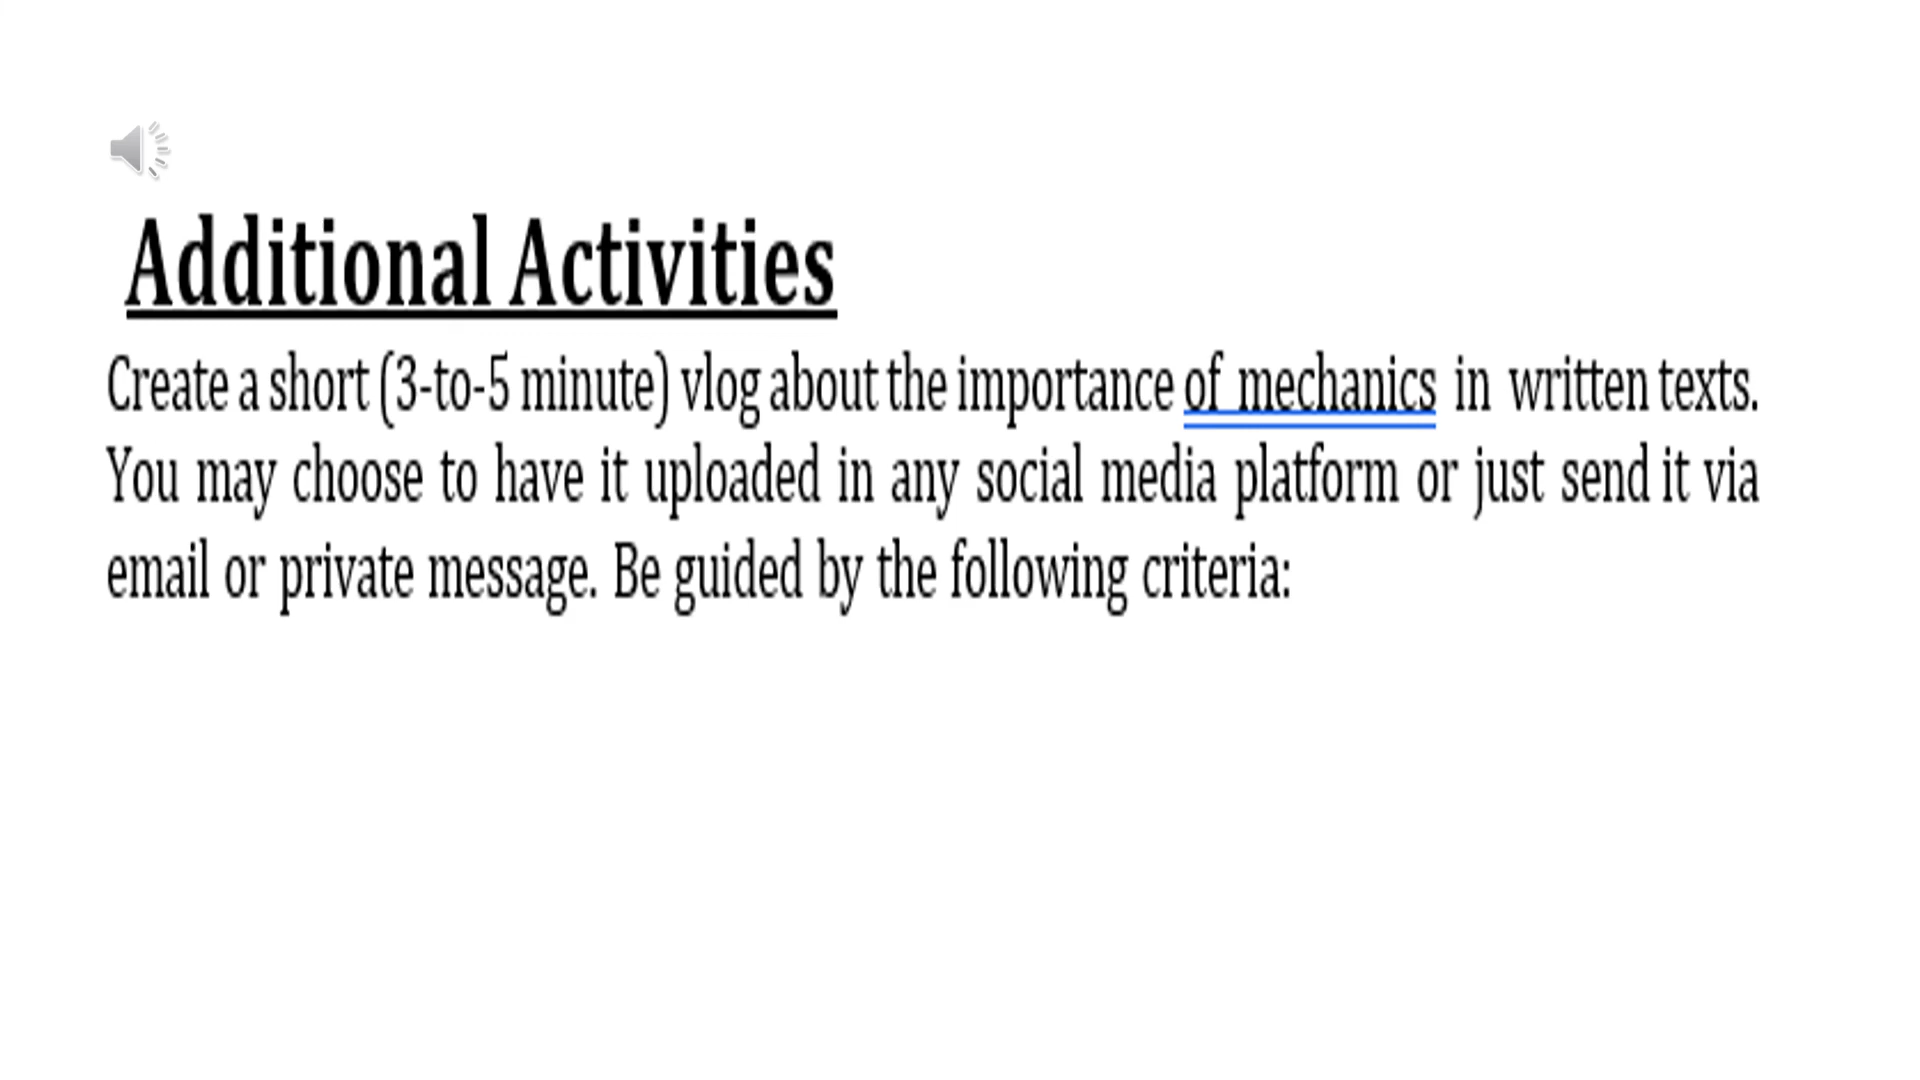 Additional Activities
Create a short (3-to-5 minute) vlog about the importance of mechanics in written texts.
You may choose to have it uploaded in any social media platform or just send it via
email or private message. Be guided by the following criteria: